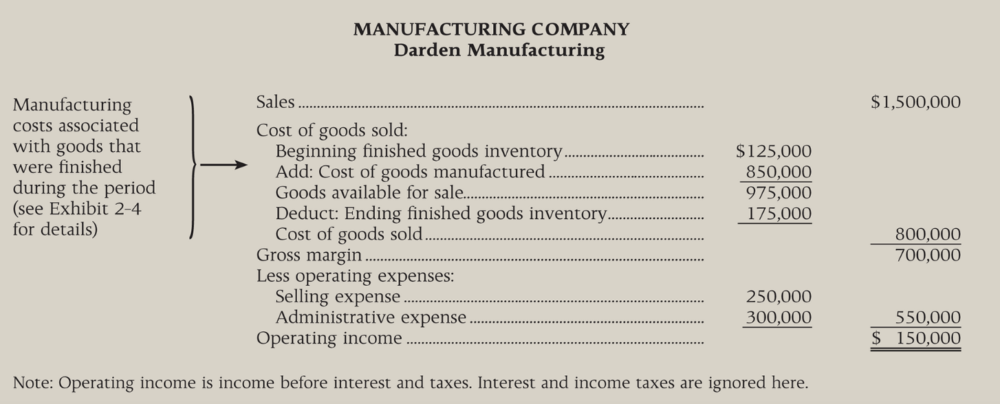 MANUFACTURING COMPANY
Darden Manufacturing
Manufacturing
costs associated
with goods that
were finished
during the period
(see Exhibit 2–4
for details)
Sales ........ $1,500,000
Cost of goods sold:
Beginning finished goods inventory ........ $125,000
Add: Cost of goods manufactured ........ 850,000
Goods available for sale ........ 975,000
Deduct: Ending finished goods inventory ........ 175,000
Cost of goods sold ........ 800,000
Gross margin ........ 700,000
Less operating expenses:
Selling expense ........ 250,000
Administrative expense ........ 300,000 550,000
Operating income ........ $ 150,000
Note: Operating income is income before interest and taxes. Interest and income taxes are ignored here.